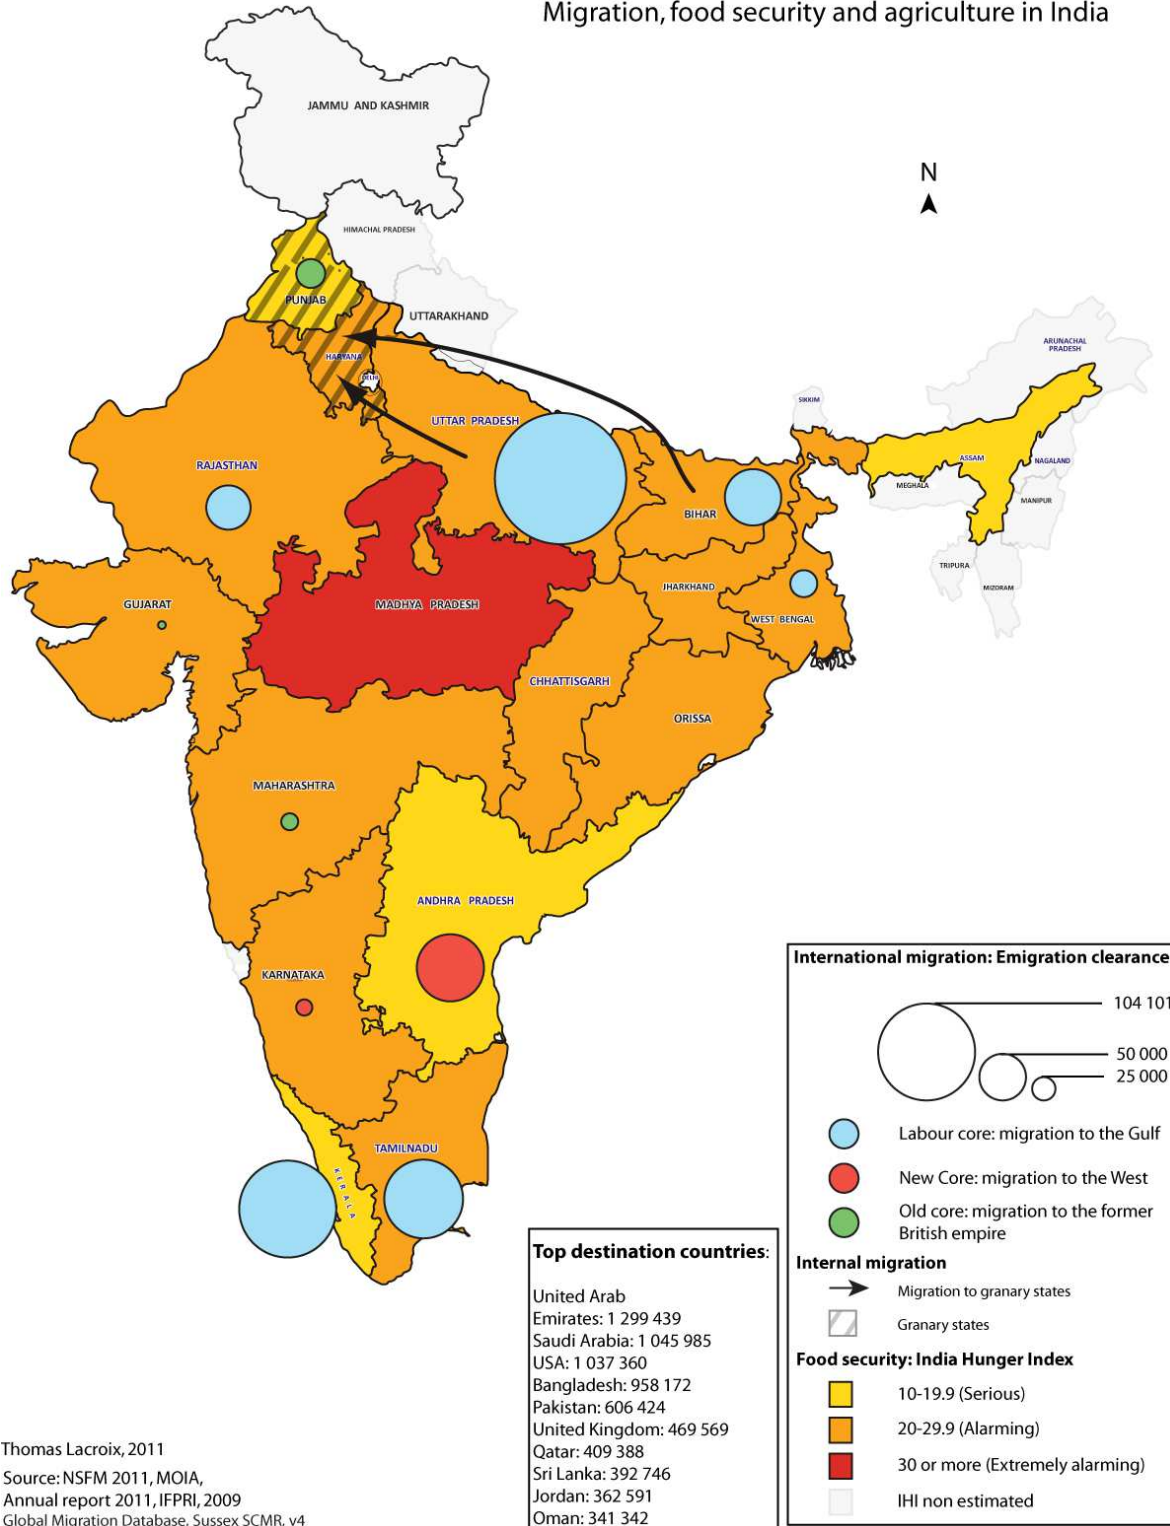 Migration, food security and agriculture in India
JAMMU AND KASHMIR
N
HIMACHAL PRADESH
PUNJAB
UTTARAKHAND
HARYANA
DELHI
ARUNACHAL
PRADESH
SIKKIM
UTTAR PRADESH
RAJASTHAN
ASSAM
NAGALAND
MEGHALA
MANIPUR
BIHAR
TRIPURA
MIZORAM
JHARKHAND
GUJARAT
MADHYA PRADESH
WEST BENGAL
CHHATTISGARH
ORISSA
MAHARASHTRA
ANDHRA PRADESH
KARNATAKA
TAMILNADU
KERALA
International migration: Emigration clearance
104 101
50 000
25 000
Labour core: migration to the Gulf
New Core: migration to the West
Old core: migration to the former
British empire
Internal migration
Migration to granary states
Granary states
Food security: India Hunger Index
10-19.9 (Serious)
20-29.9 (Alarming)
30 or more (Extremely alarming)
IHI non estimated
Top destination countries:
United Arab
Emirates: 1 299 439
Saudi Arabia: 1 045 985
USA: 1 037 360
Bangladesh: 958 172
Pakistan: 606 424
United Kingdom: 469 569
Qatar: 409 388
Sri Lanka: 392 746
Jordan: 362 591
Oman: 341 342
Thomas Lacroix, 2011
Source: NSFM 2011, MOIA,
Annual report 2011, IFPRI, 2009
Global Migration Database, Sussex SCMR, v4